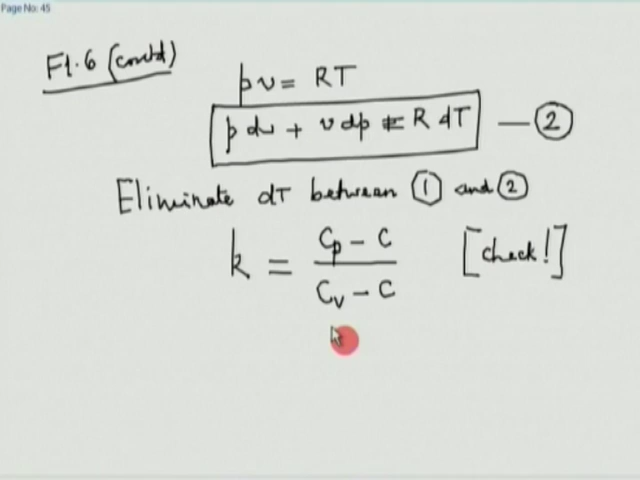 Page No: 45
F1.6 (contd)
pv = RT
p dv + v dp = R dT — ②
Eliminate dT between ① and ②
k = (Cp - C) / (Cv - C) [check!]